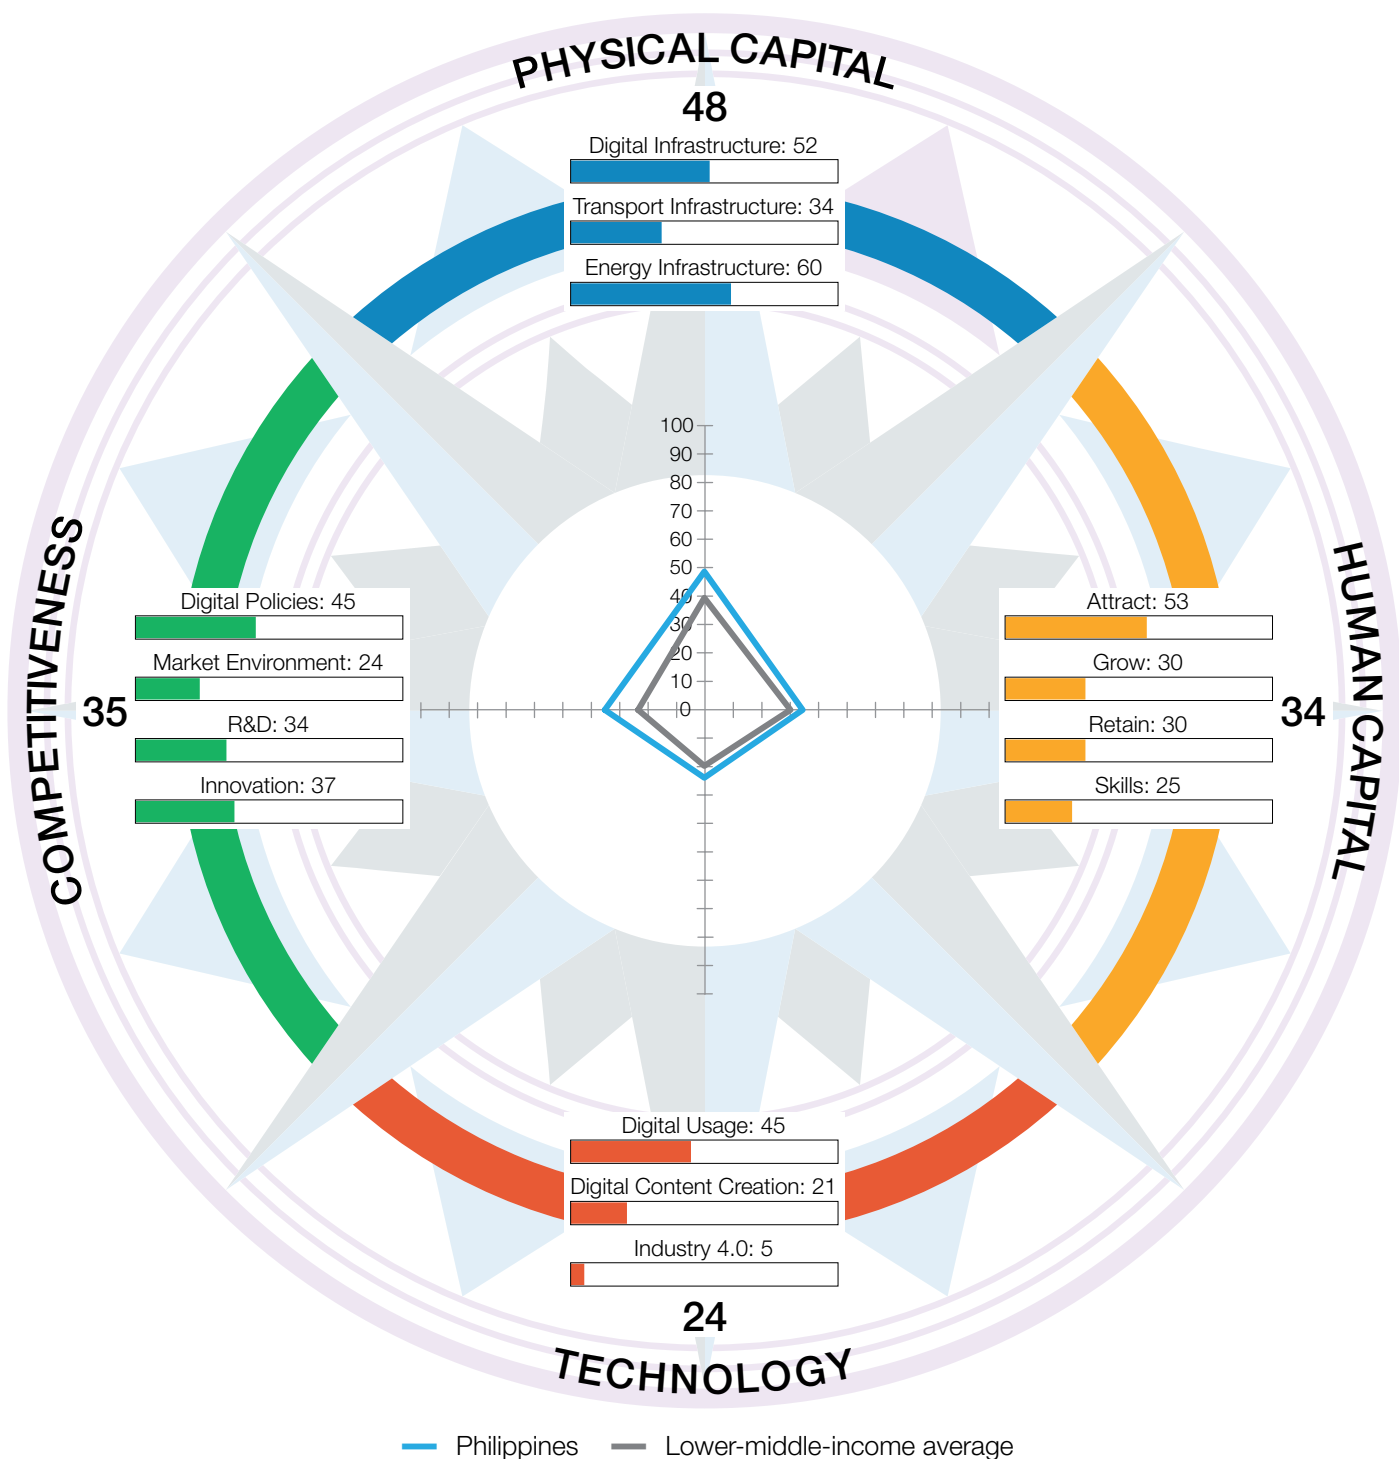 PHYSICAL CAPITAL
48
Digital Infrastructure: 52
Transport Infrastructure: 34
Energy Infrastructure: 60
100
90
80
70
60
50
40
30
20
10
0
COMPETITIVENESS
35
Digital Policies: 45
Market Environment: 24
R&D: 34
Innovation: 37
HUMAN CAPITAL
34
Attract: 53
Grow: 30
Retain: 30
Skills: 25
Digital Usage: 45
Digital Content Creation: 21
Industry 4.0: 5
24
TECHNOLOGY
Philippines
Lower-middle-income average